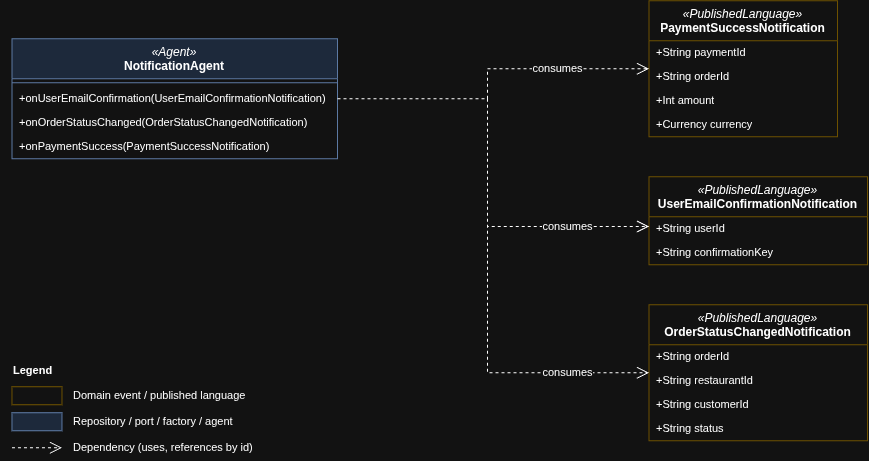 «Agent»
NotificationAgent
+onUserEmailConfirmation(UserEmailConfirmationNotification)
+onOrderStatusChanged(OrderStatusChangedNotification)
+onPaymentSuccess(PaymentSuccessNotification)
consumes
consumes
consumes
«PublishedLanguage»
PaymentSuccessNotification
+String paymentId
+String orderId
+Int amount
+Currency currency
«PublishedLanguage»
UserEmailConfirmationNotification
+String userId
+String confirmationKey
«PublishedLanguage»
OrderStatusChangedNotification
+String orderId
+String restaurantId
+String customerId
+String status
Legend
Domain event / published language
Repository / port / factory / agent
Dependency (uses, references by id)